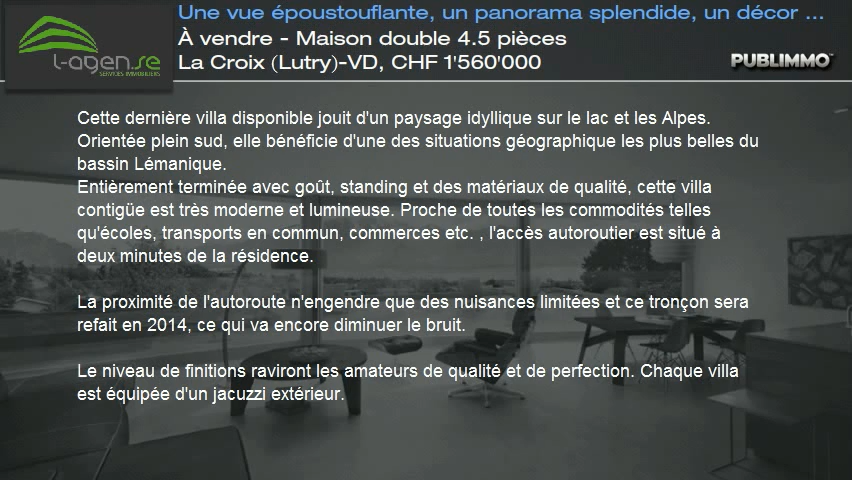 Une vue époustouflante, un panorama splendide, un décor ...
À vendre - Maison double 4.5 pièces
La Croix (Lutry)-VD, CHF 1'560'000
l-agen.se
SERVICES IMMOBILIERS
PUBLIMMO
Cette dernière villa disponible jouit d'un paysage idyllique sur le lac et les Alpes.
Orientée plein sud, elle bénéficie d'une des situations géographique les plus belles du
bassin Lémanique.
Entièrement terminée avec goût, standing et des matériaux de qualité, cette villa
contigüe est très moderne et lumineuse. Proche de toutes les commodités telles
qu'écoles, transports en commun, commerces etc. , l'accès autoroutier est situé à
deux minutes de la résidence.
La proximité de l'autoroute n'engendre que des nuisances limitées et ce tronçon sera
refait en 2014, ce qui va encore diminuer le bruit.
Le niveau de finitions raviront les amateurs de qualité et de perfection. Chaque villa
est équipée d'un jacuzzi extérieur.